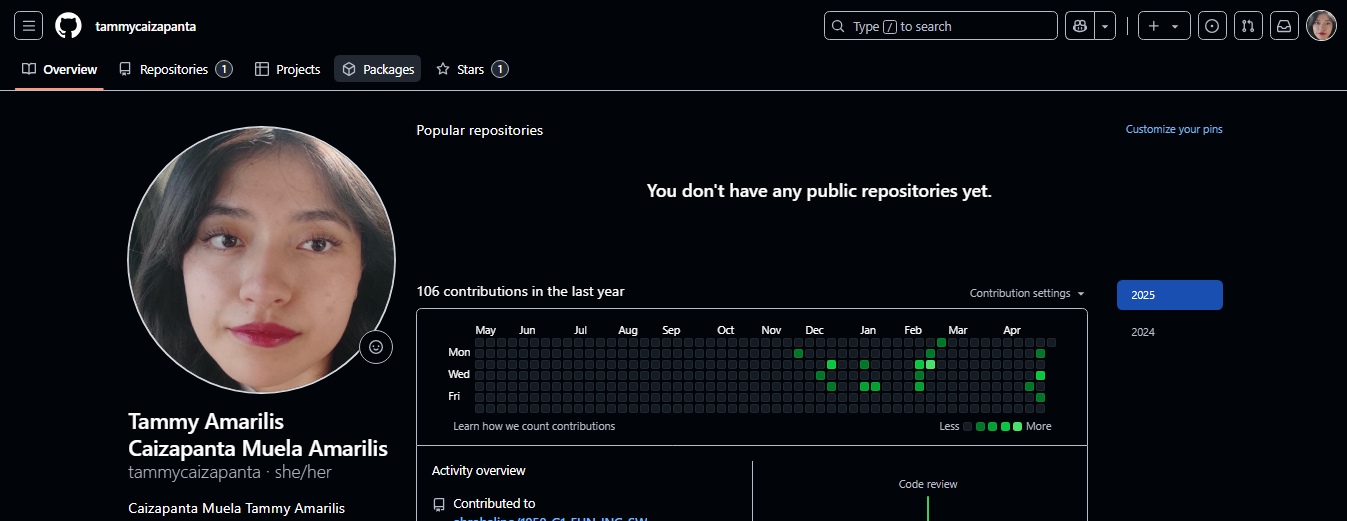 tammycaizapanta
Type / to search
Overview
Repositories 1
Projects
Packages
Stars 1
Popular repositories
Customize your pins
You don't have any public repositories yet.
106 contributions in the last year
Contribution settings
2025
2024
May Jun Jul Aug Sep Oct Nov Dec Jan Feb Mar Apr
Mon
Wed
Fri
Learn how we count contributions
Less
More
Tammy Amarilis
Caizapanta Muela Amarilis
tammycaizapanta · she/her
Caizapanta Muela Tammy Amarilis
Activity overview
Contributed to
Code review